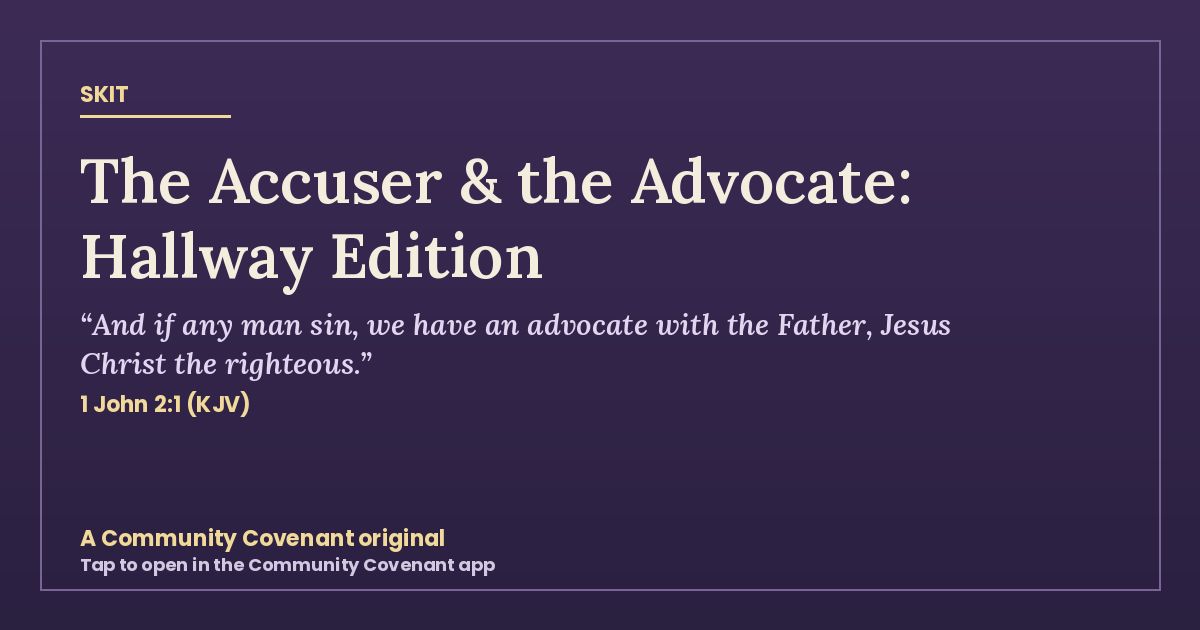 SKIT
The Accuser & the Advocate:
Hallway Edition
“And if any man sin, we have an advocate with the Father, Jesus
Christ the righteous.”
1 John 2:1 (KJV)
A Community Covenant original
Tap to open in the Community Covenant app